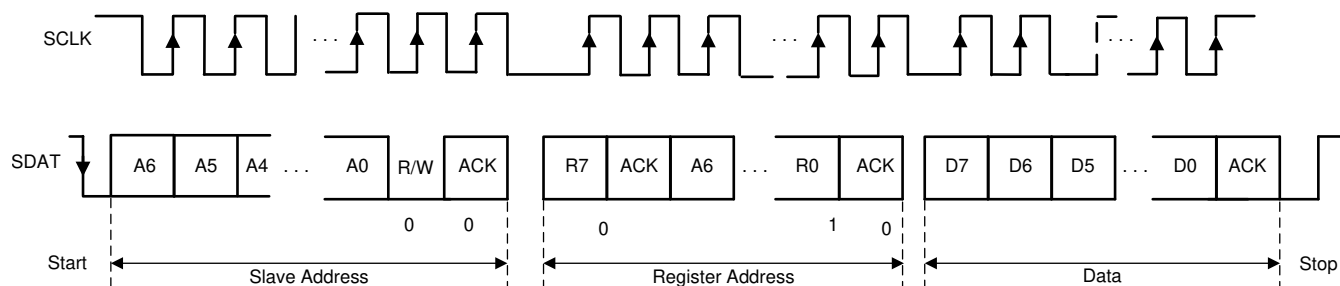 SCLK
. . .
. . .
. . .
SDAT A6 A5 A4 . . . A0 R/W ACK R7 ACK A6 . . . R0 ACK D7 D6 D5 . . . D0 ACK
0 0 0 1 0
Start Slave Address Register Address Data Stop